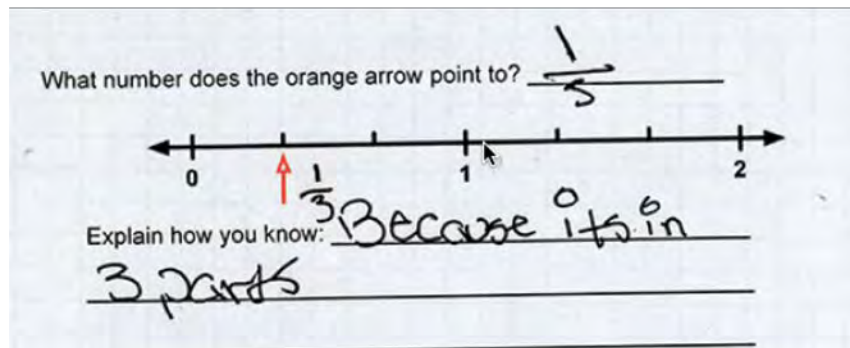 What number does the orange arrow point to? 1/5
0 1 2
1/3
Explain how you know: Because its in
3 parts